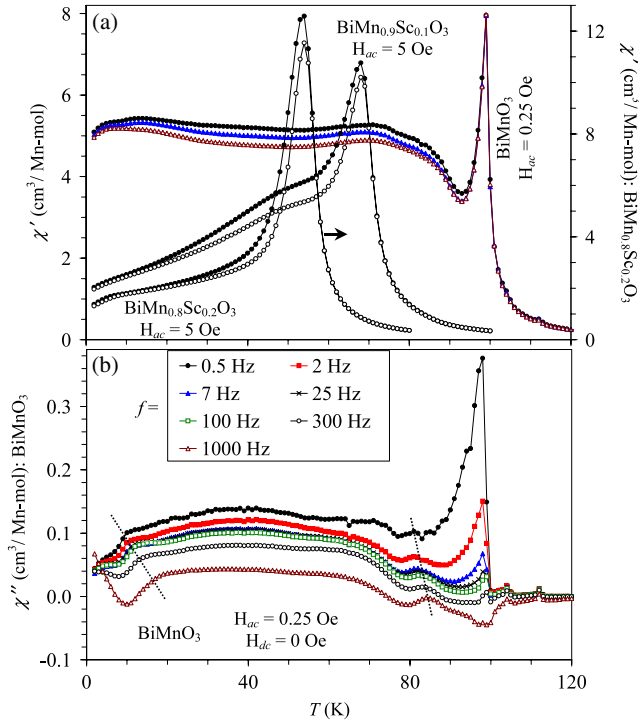 (a)
BiMn0.9Sc0.1O3
Hac = 5 Oe
BiMnO3
Hac = 0.25 Oe
BiMn0.8Sc0.2O3
Hac = 5 Oe
χ′ (cm3 / Mn-mol)
8
6
4
2
0
χ′ (cm3 / Mn-mol): BiMn0.8Sc0.2O3
12
8
4
0
(b)
f =
0.5 Hz
2 Hz
7 Hz
25 Hz
100 Hz
300 Hz
1000 Hz
χ″ (cm3 / Mn-mol): BiMnO3
0.3
0.2
0.1
0.0
-0.1
Hac = 0.25 Oe
Hdc = 0 Oe
BiMnO3
0 20 40 60 80 100 120
T (K)